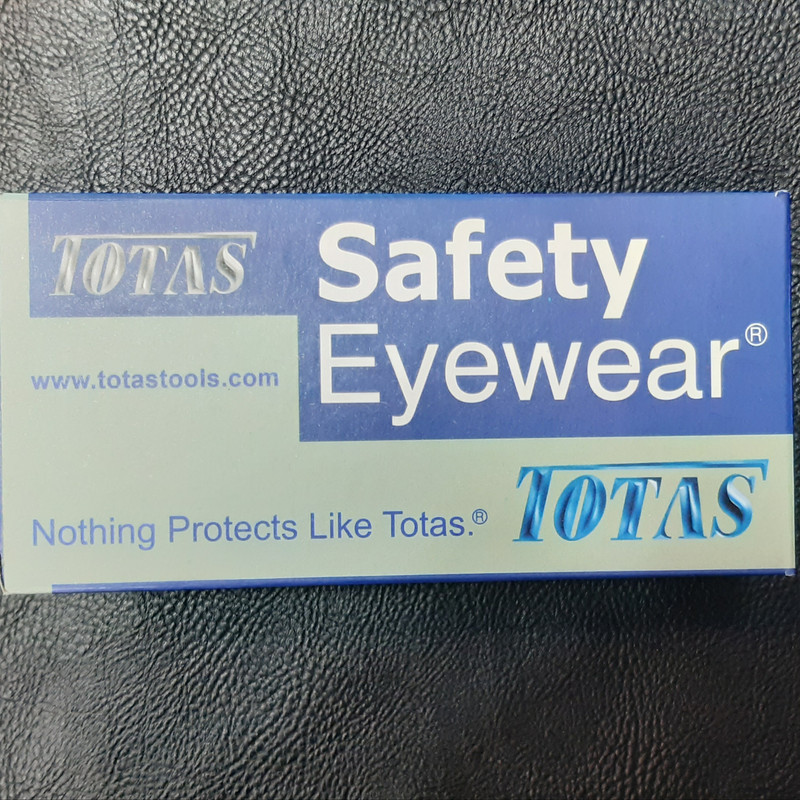 TOTAS
Safety
Eyewear®
www.totastools.com
Nothing Protects Like Totas.®
TOTAS